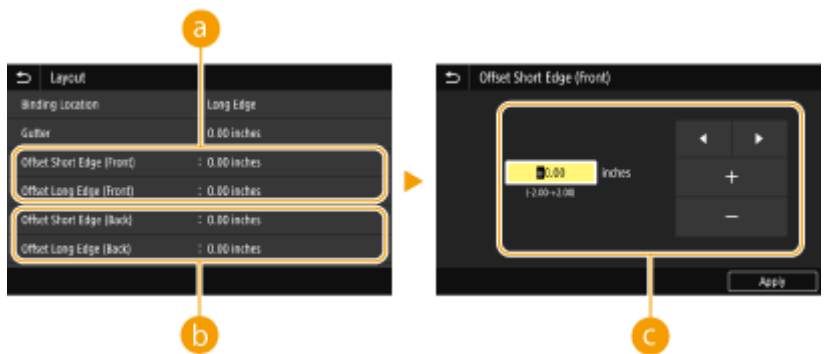 a
Layout
Binding Location Long Edge
Gutter 0.00 inches
Offset Short Edge (Front) : 0.00 inches
Offset Long Edge (Front) : 0.00 inches
Offset Short Edge (Back) : 0.00 inches
Offset Long Edge (Back) : 0.00 inches
b
Offset Short Edge (Front)
+0.00 inches
(-2.00-+2.00)
+
−
Apply
c